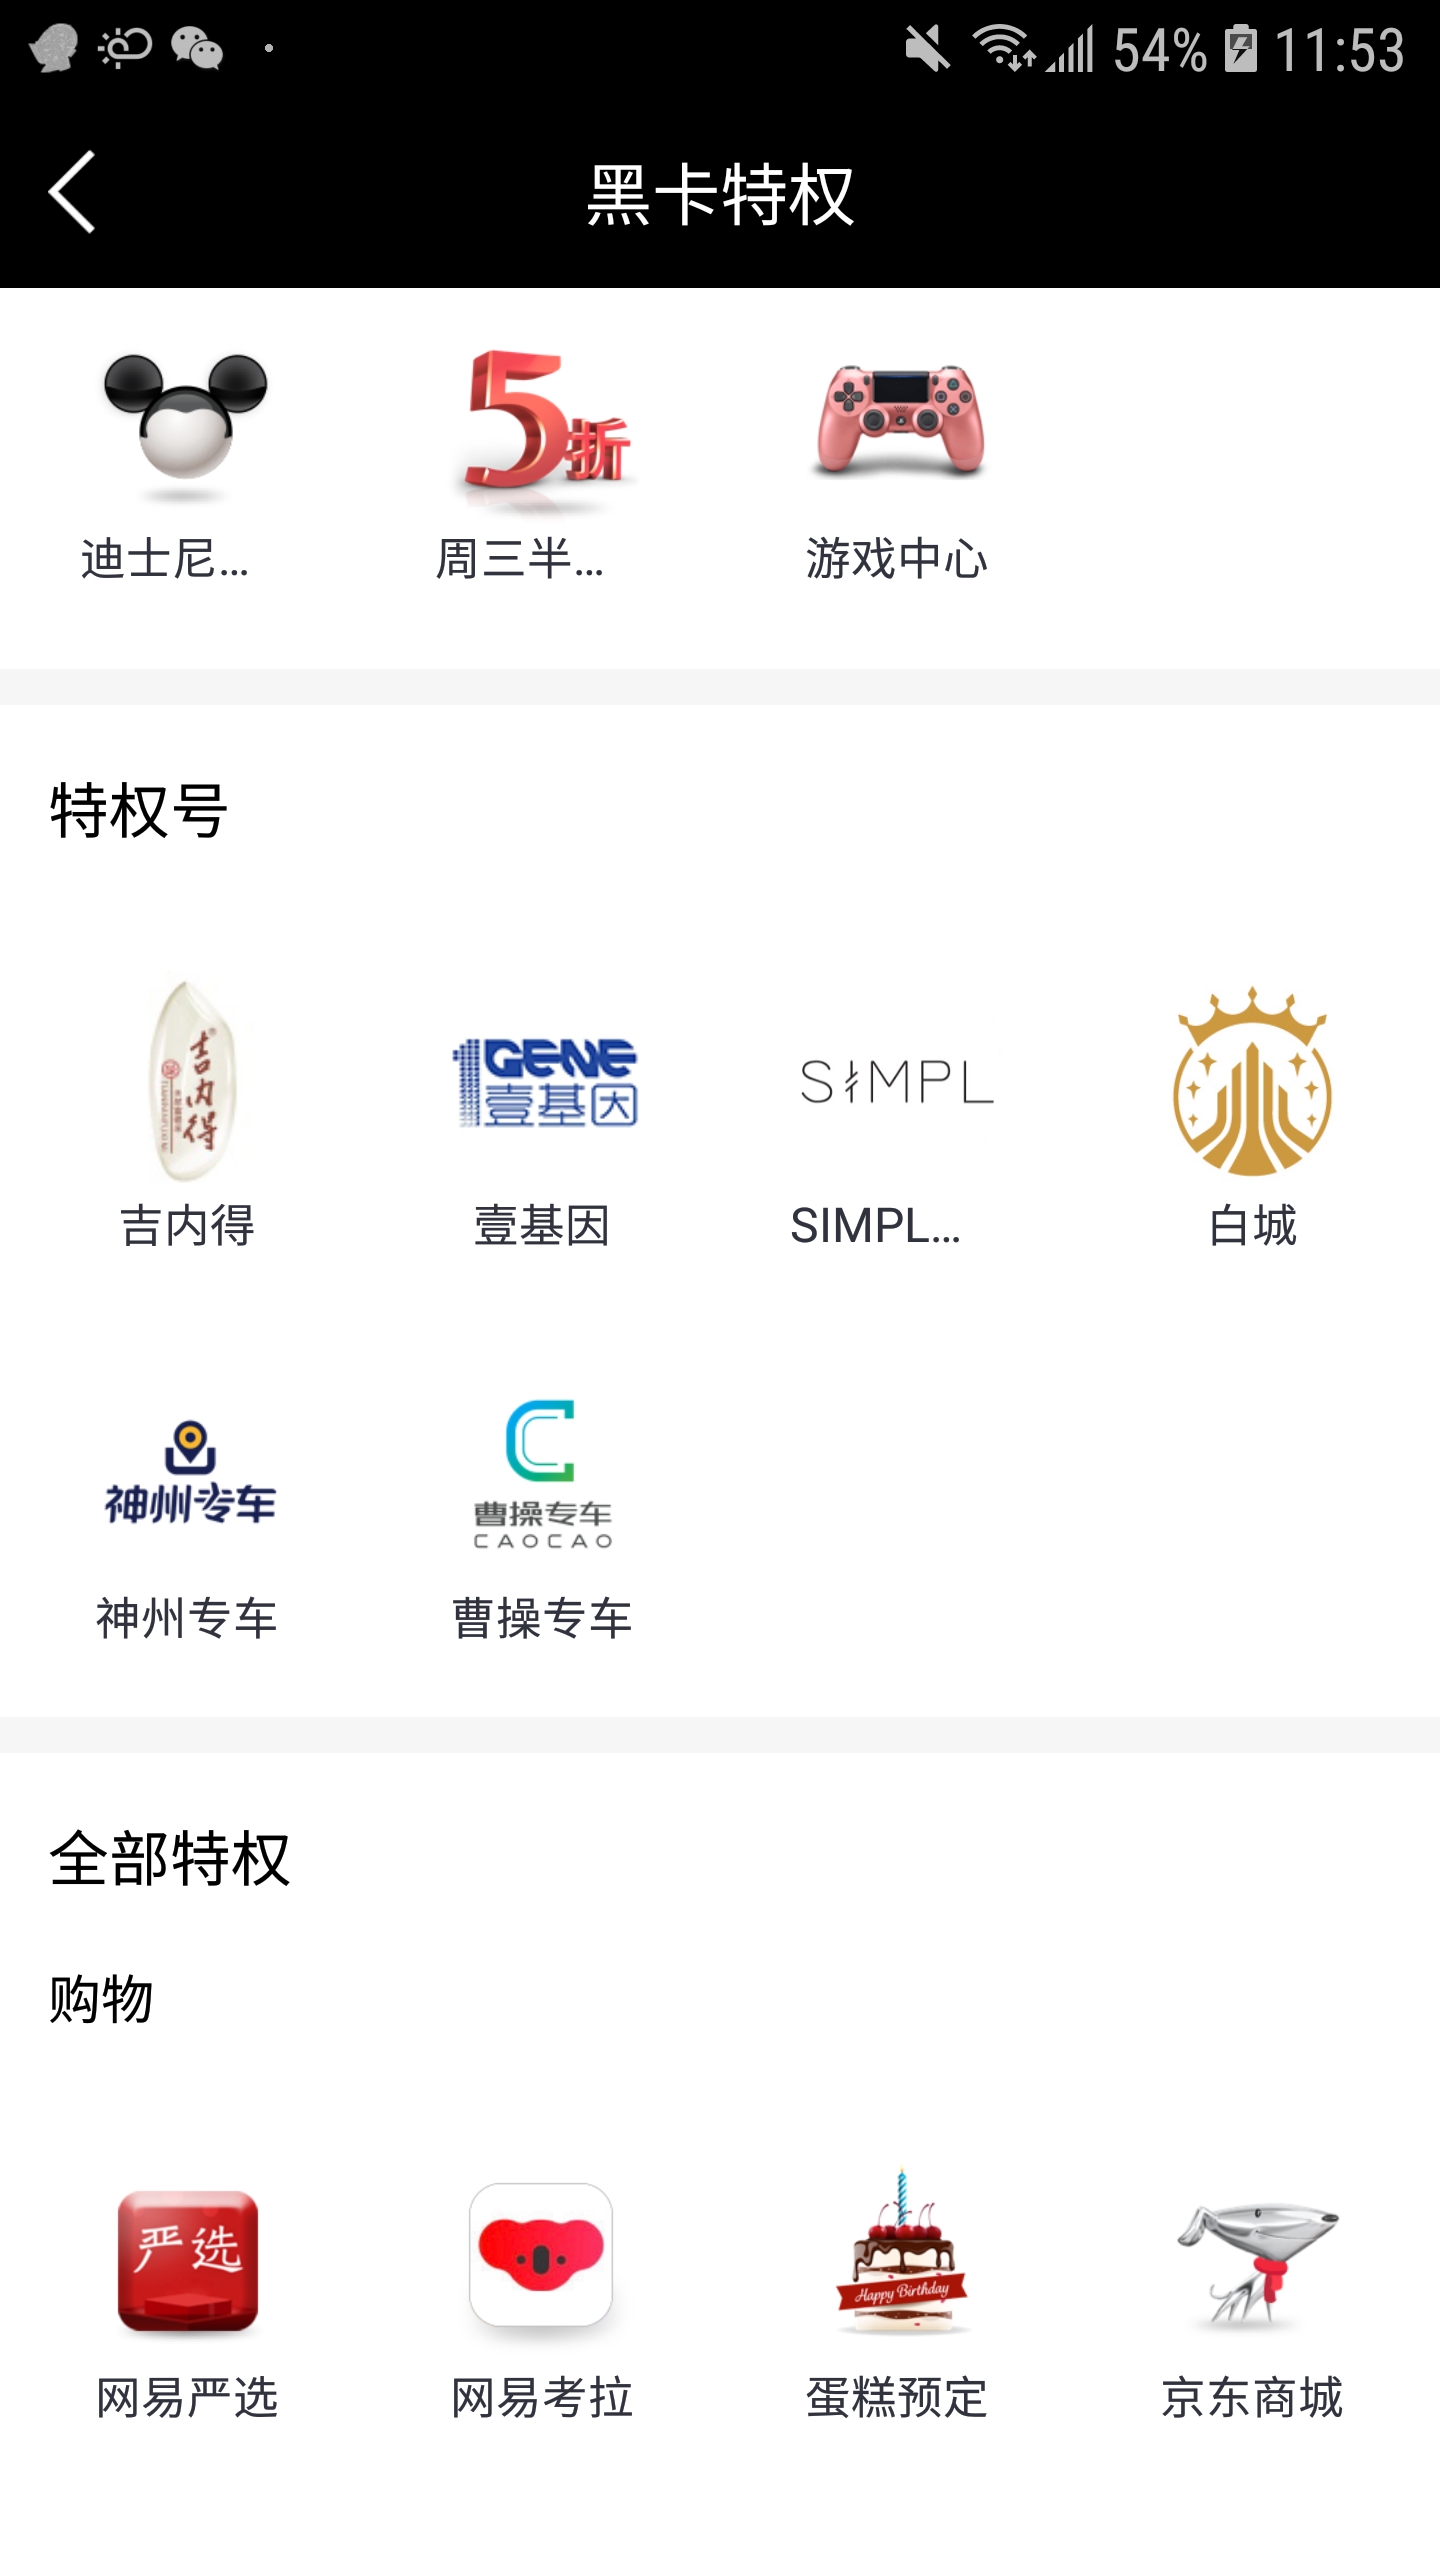 54% 11:53
黑卡特权
5折
迪士尼... 周三半... 游戏中心
特权号
吉内得
1GENE
壹基因
SIMPL
吉内得 壹基因 SIMPL... 白城
神州专车
曹操专车
CAOCAO
神州专车 曹操专车
全部特权
购物
严选
Happy Birthday
网易严选 网易考拉 蛋糕预定 京东商城